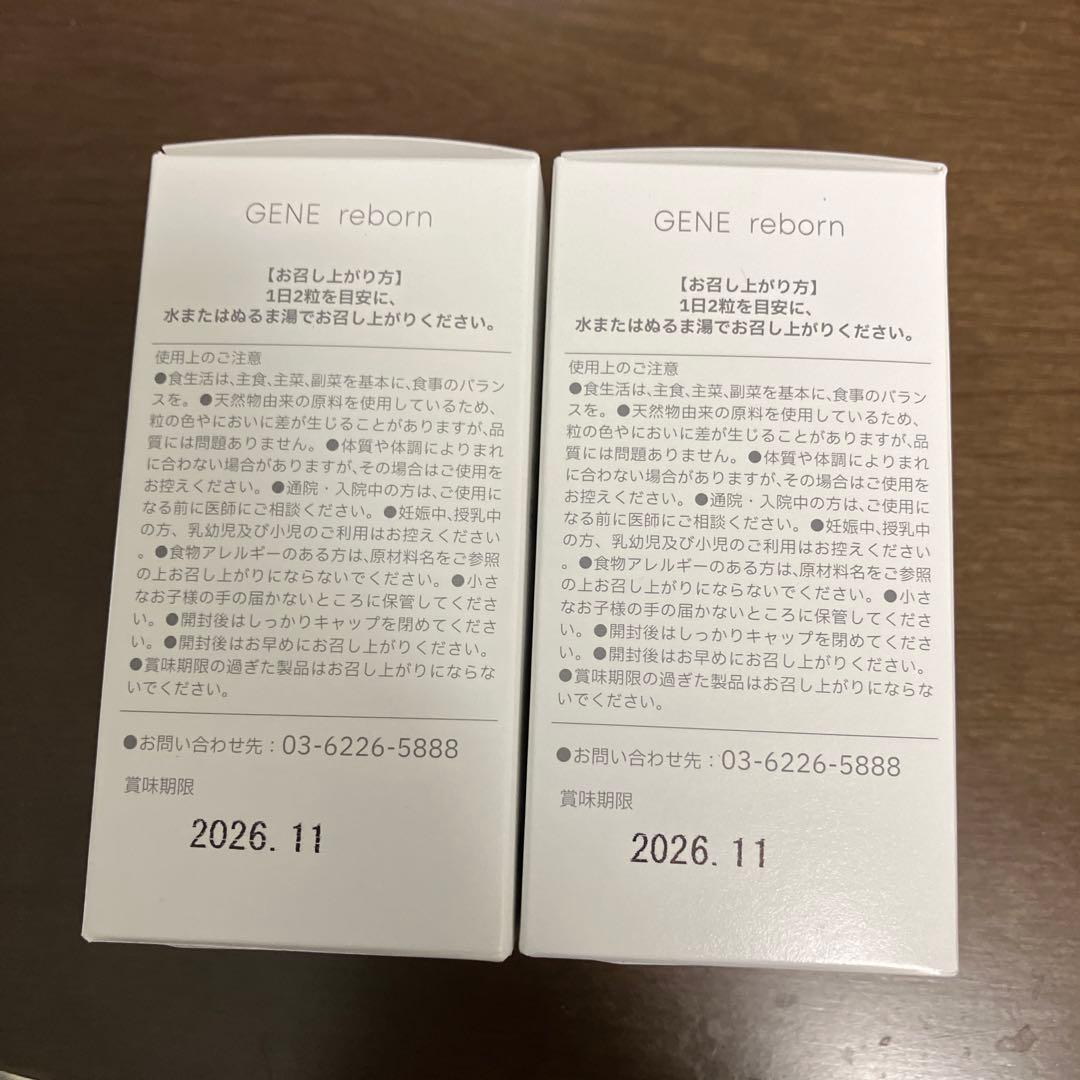 GENE reborn
【お召し上がり方】
1日2粒を目安に、
水またはぬるま湯でお召し上がりください。
使用上のご注意
●食生活は、主食、主菜、副菜を基本に、食事のバラン
スを。●天然物由来の原料を使用しているため、
粒の色やにおいに差が生じることがありますが、品
質には問題ありません。●体質や体調によりまれ
に合わない場合がありますが、その場合はご使用を
お控えください。●通院・入院中の方は、ご使用に
なる前に医師にご相談ください。●妊娠中、授乳中
の方、乳幼児及び小児のご利用はお控えください
。●食物アレルギーのある方は、原材料名をご参照
の上お召し上がりにならないでください。●小さ
なお子様の手の届かないところに保管してくださ
い。●開封後はしっかりキャップを閉めてくださ
い。●開封後はお早めにお召し上がりください。
●賞味期限の過ぎた製品はお召し上がりにならな
いでください。
●お問い合わせ先：03-6226-5888
賞味期限
2026.11
GENE reborn
【お召し上がり方】
1日2粒を目安に、
水またはぬるま湯でお召し上がりください。
使用上のご注意
●食生活は、主食、主菜、副菜を基本に、食事のバラン
スを。●天然物由来の原料を使用しているため、
粒の色やにおいに差が生じることがありますが、品
質には問題ありません。●体質や体調によりまれ
に合わない場合がありますが、その場合はご使用を
お控えください。●通院・入院中の方は、ご使用に
なる前に医師にご相談ください。●妊娠中、授乳中
の方、乳幼児及び小児のご利用はお控えください
。●食物アレルギーのある方は、原材料名をご参照
の上お召し上がりにならないでください。●小さ
なお子様の手の届かないところに保管してくださ
い。●開封後はしっかりキャップを閉めてくださ
い。●開封後はお早めにお召し上がりください。
●賞味期限の過ぎた製品はお召し上がりにならな
いでください。
●お問い合わせ先：03-6226-5888
賞味期限
2026.11